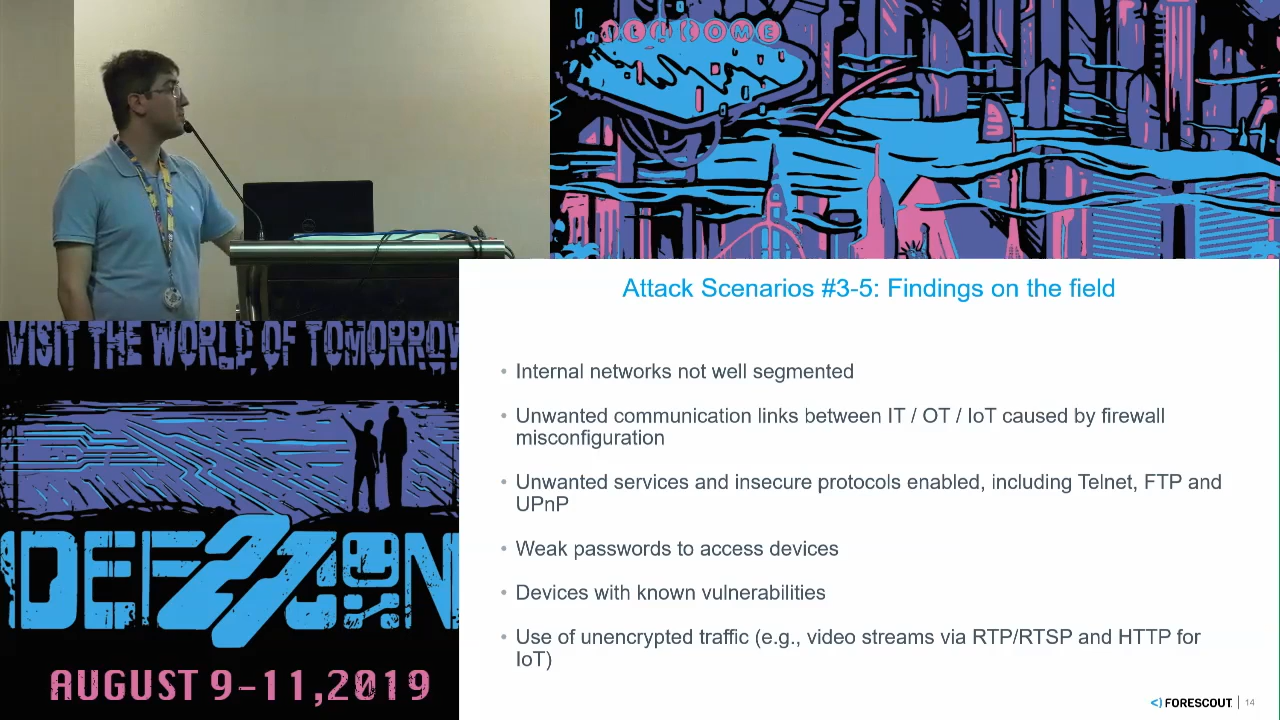 WELCOME
Attack Scenarios #3-5: Findings on the field
• Internal networks not well segmented
• Unwanted communication links between IT / OT / IoT caused by firewall
misconfiguration
• Unwanted services and insecure protocols enabled, including Telnet, FTP and
UPnP
• Weak passwords to access devices
• Devices with known vulnerabilities
• Use of unencrypted traffic (e.g., video streams via RTP/RTSP and HTTP for
IoT)
<) FORESCOUT | 14
VISIT THE WORLD OF TOMORROW
DEF 27 CON
AUGUST 9-11,2019